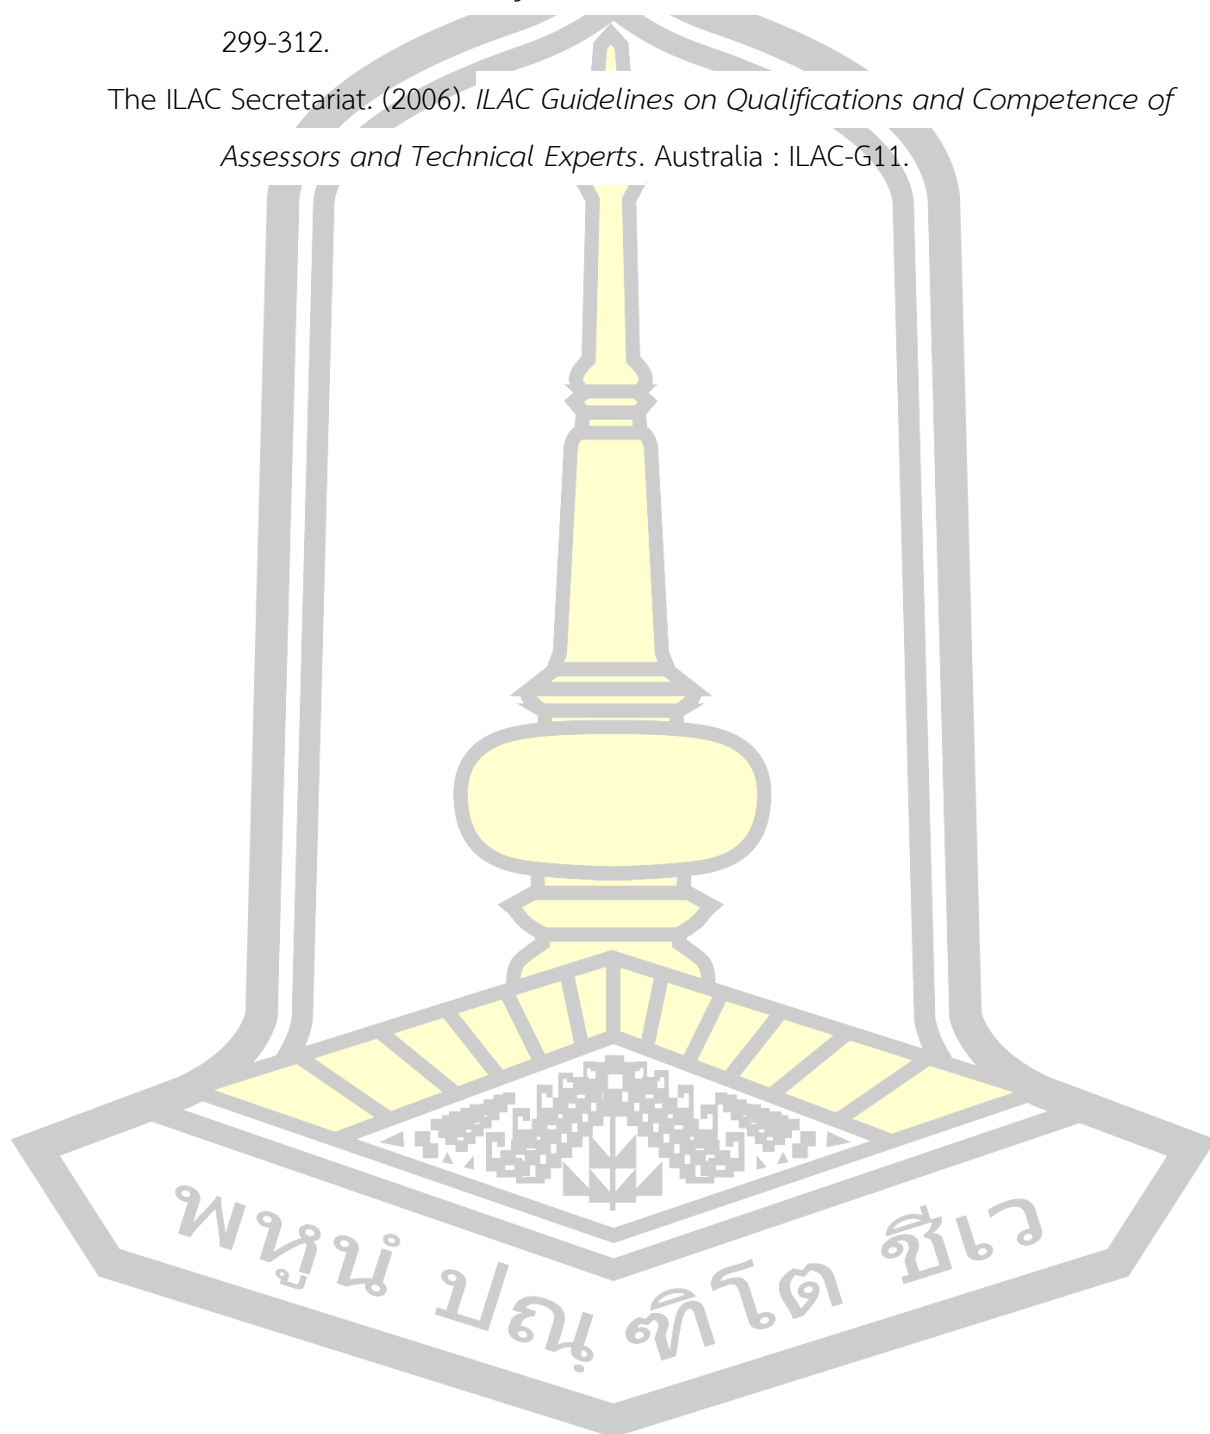 299-312.
The ILAC Secretariat. (2006). ILAC Guidelines on Qualifications and Competence of
Assessors and Technical Experts. Australia : ILAC-G11.
พหูนํ ปณฺฑิโต ชีเว